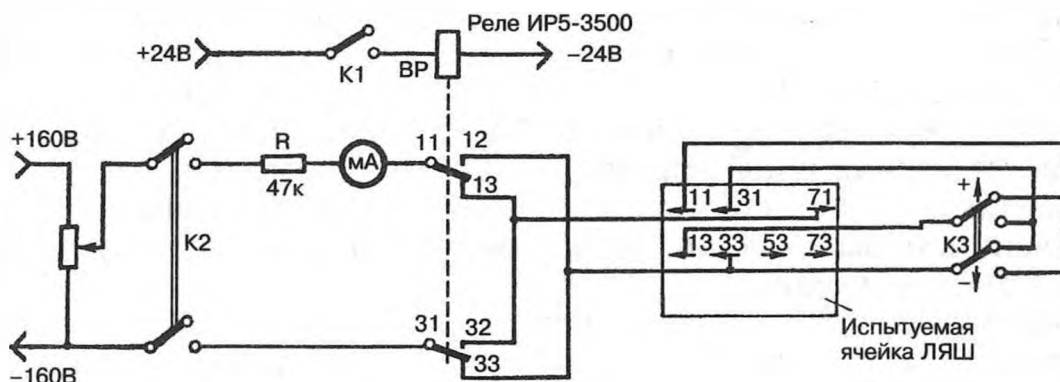 Реле ИР5-3500
+24В
К1
ВР
−24В
+160В
R
47к
мА
11
12
13
К2
11 31 71
13 33 53 73
+
К3
−
31
32
33
−160В
Испытуемая
ячейка ЛЯШ